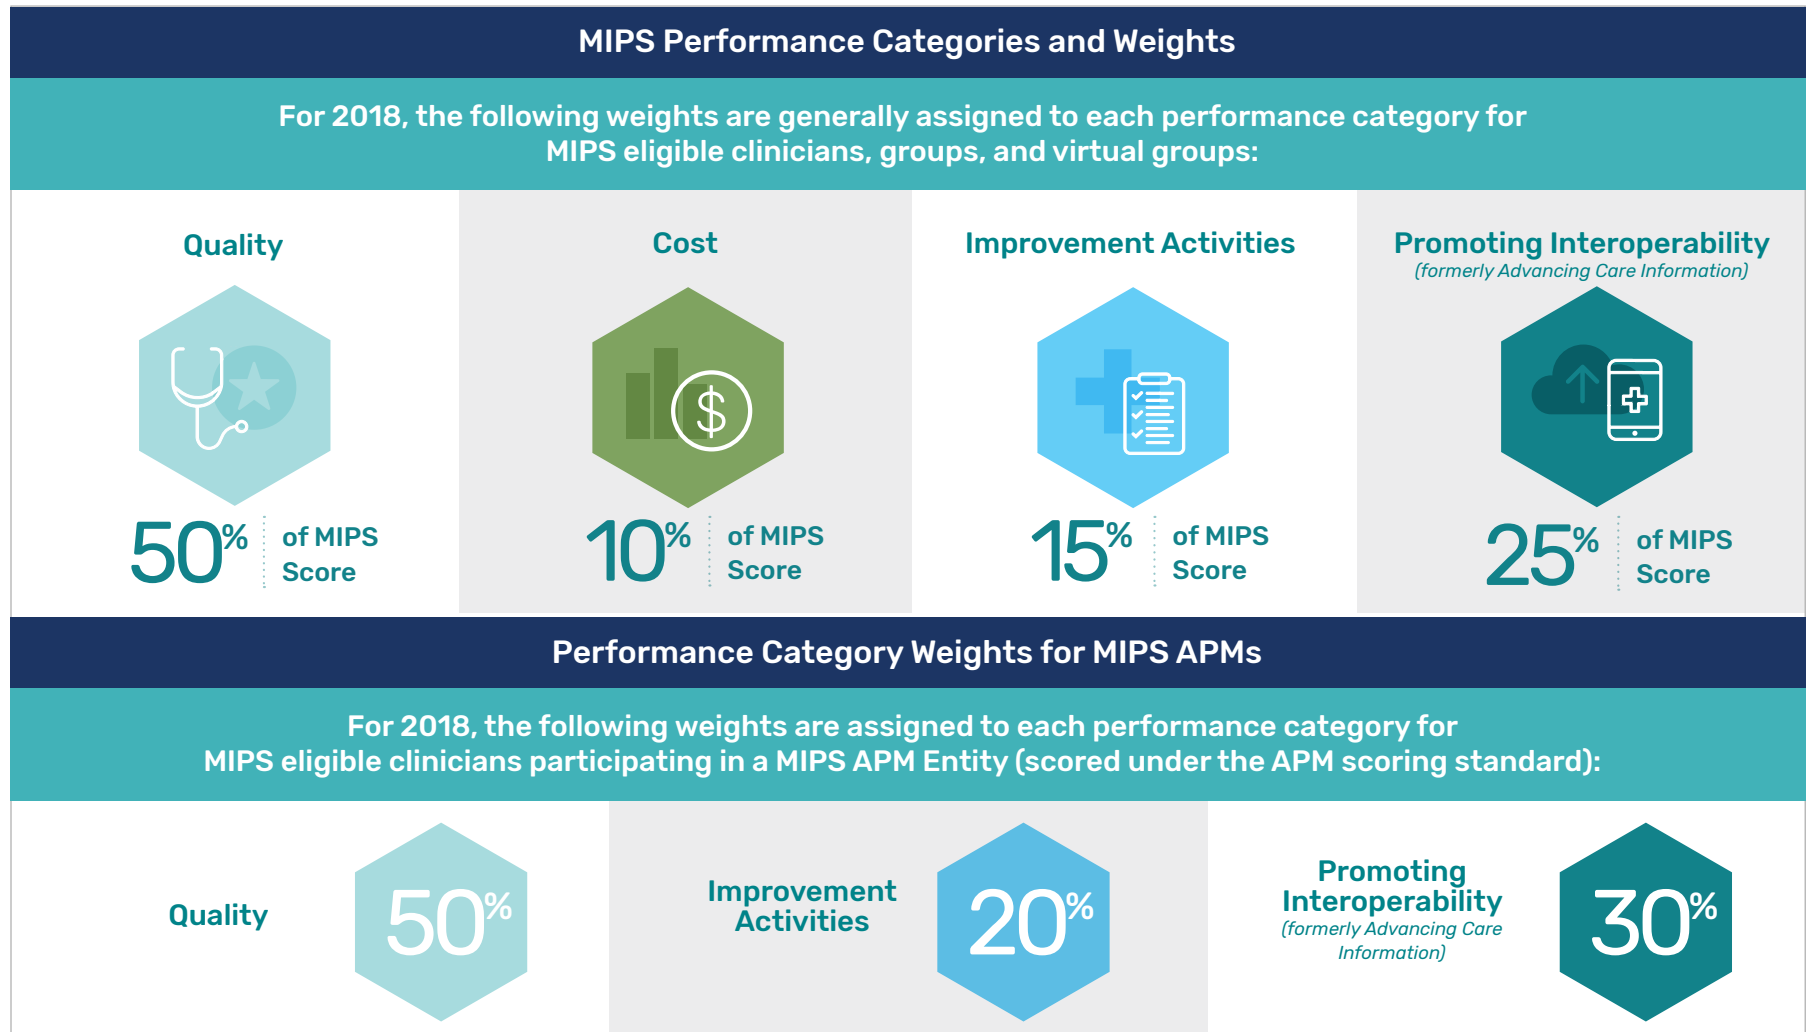 MIPS Performance Categories and Weights
For 2018, the following weights are generally assigned to each performance category for
MIPS eligible clinicians, groups, and virtual groups:
Quality
50% of MIPS
Score
Cost
$
10% of MIPS
Score
Improvement Activities
15% of MIPS
Score
Promoting Interoperability
(formerly Advancing Care Information)
25% of MIPS
Score
Performance Category Weights for MIPS APMs
For 2018, the following weights are assigned to each performance category for
MIPS eligible clinicians participating in a MIPS APM Entity (scored under the APM scoring standard):
Quality
50%
Improvement
Activities
20%
Promoting
Interoperability
(formerly Advancing Care
Information)
30%